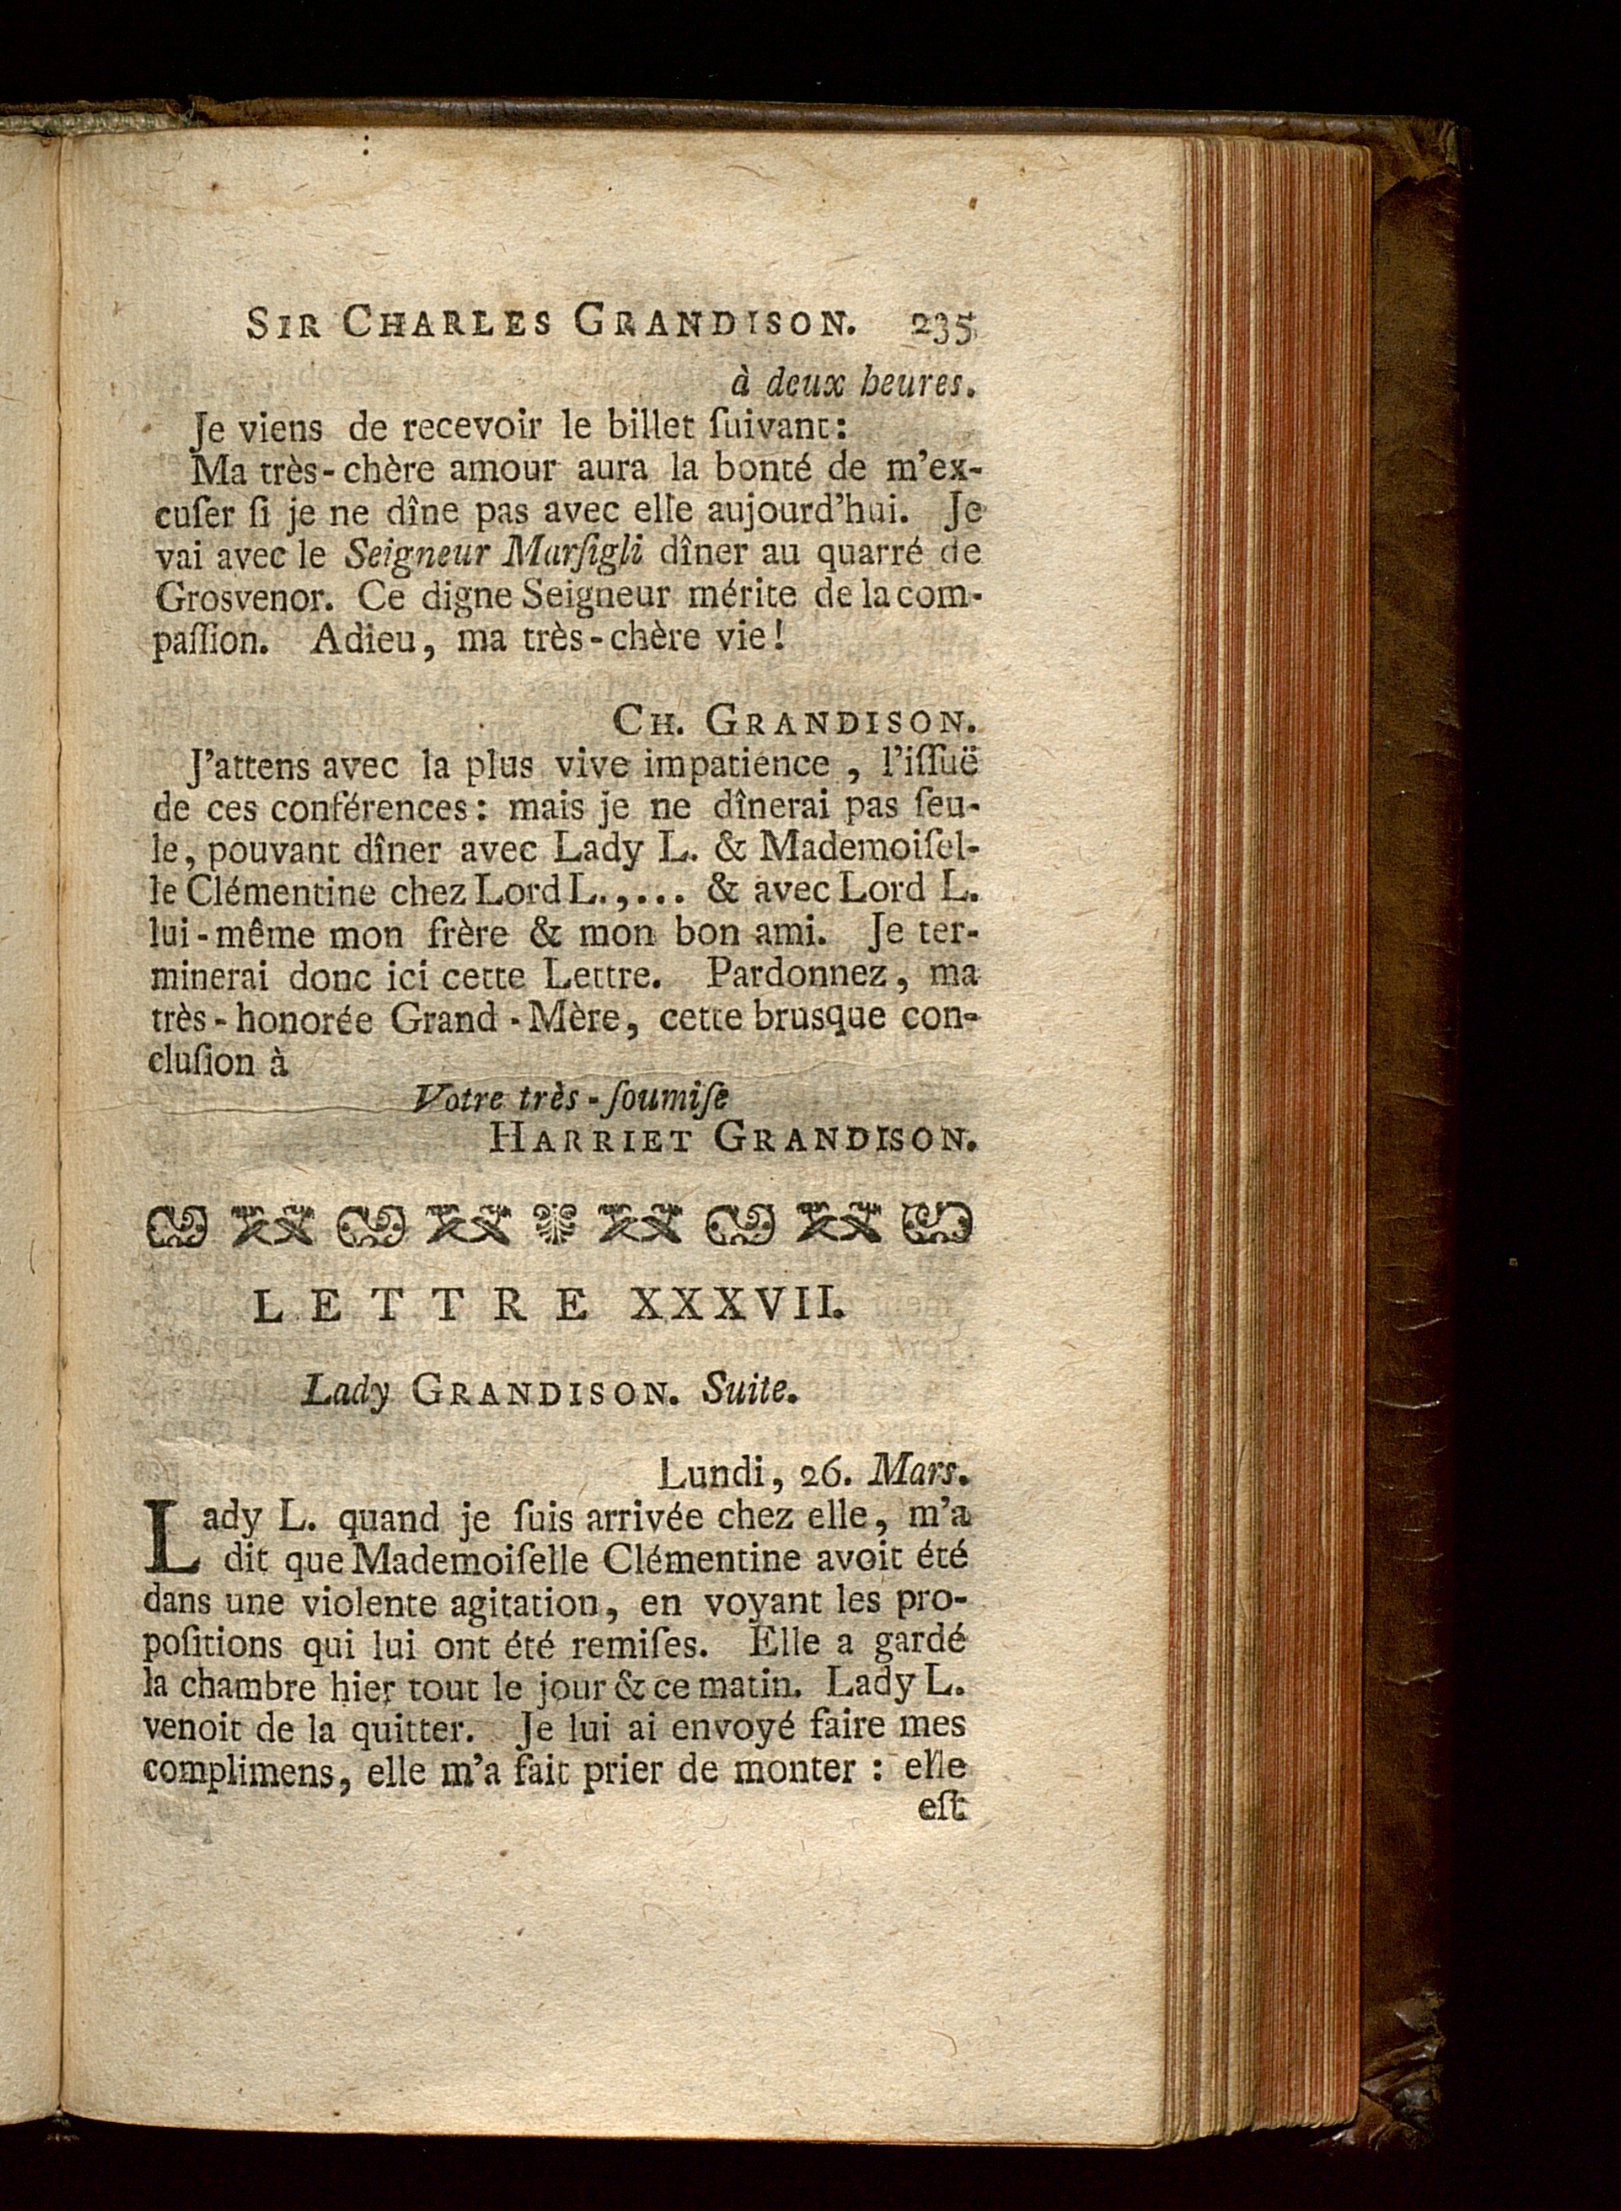 SIR CHARLES GRANDISON. 235
à deux heures.
Je viens de recevoir le billet ſuivant:
Ma très-chère amour aura la bonté de m'ex-
cuſer ſi je ne dîne pas avec elle aujourd'hui. Je
vai avec le Seigneur Marſigli dîner au quarré de
Grosvenor. Ce digne Seigneur mérite de la com-
paſſion. Adieu, ma très-chère vie!
CH. GRANDISON.
J'attens avec la plus vive impatience, l'iſſuë
de ces conférences: mais je ne dînerai pas ſeu-
le, pouvant dîner avec Lady L. & Mademoiſel-
le Clémentine chez Lord L.,... & avec Lord L.
lui-même mon frère & mon bon ami. Je ter-
minerai donc ici cette Lettre. Pardonnez, ma
très-honorée Grand-Mère, cette brusque con-
cluſion à
Votre très-ſoumiſe
HARRIET GRANDISON.
LETTRE XXXVII.
Lady GRANDISON. Suite.
Lundi, 26. Mars.
Lady L. quand je ſuis arrivée chez elle, m'a
dit que Mademoiſelle Clémentine avoit été
dans une violente agitation, en voyant les pro-
poſitions qui lui ont été remiſes. Elle a gardé
la chambre hier tout le jour & ce matin. Lady L.
venoit de la quitter. Je lui ai envoyé faire mes
complimens, elle m'a fait prier de monter: elle
eſt